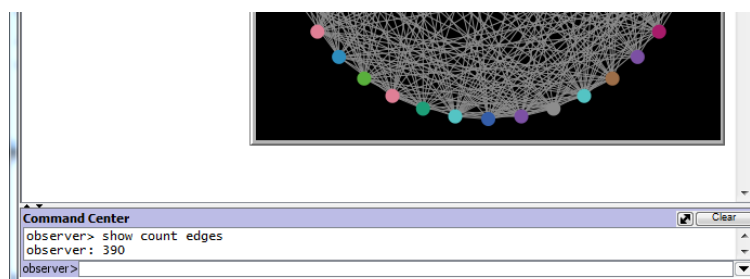 Command Center
Clear
observer> show count edges
observer: 390
observer>